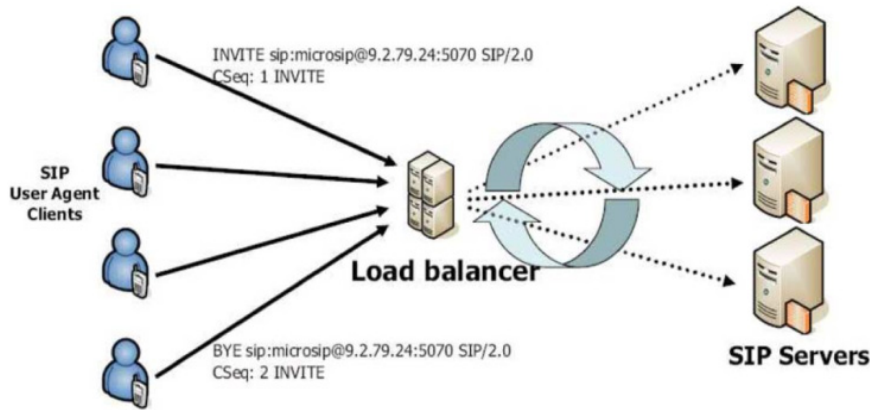 INVITE sip:microsip@9.2.79.24:5070 SIP/2.0
CSeq: 1 INVITE
SIP
User Agent
Clients
Load balancer
BYE sip:microsip@9.2.79.24:5070 SIP/2.0
CSeq: 2 INVITE
SIP Servers